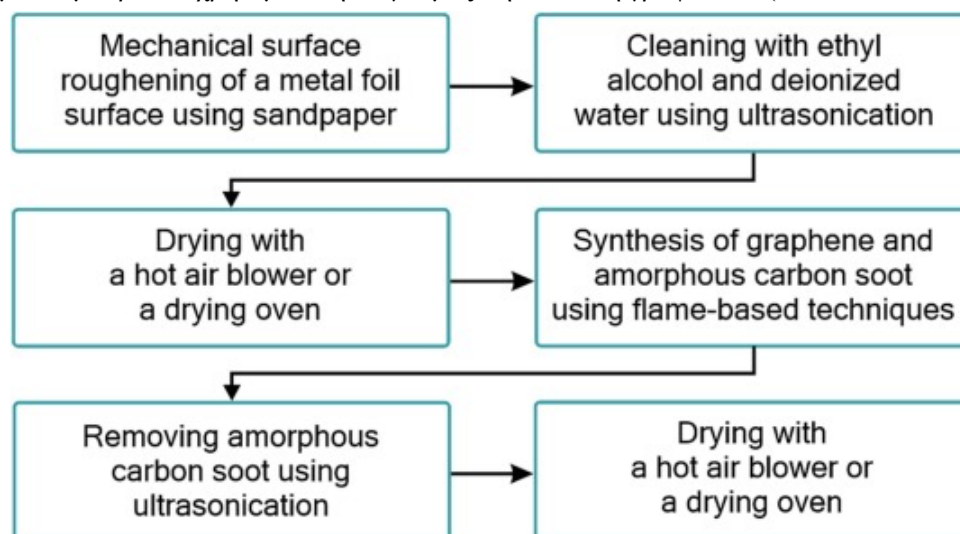 Mechanical surface
roughening of a metal foil
surface using sandpaper
Cleaning with ethyl
alcohol and deionized
water using ultrasonication
Drying with
a hot air blower or
a drying oven
Synthesis of graphene and
amorphous carbon soot
using flame-based techniques
Removing amorphous
carbon soot using
ultrasonication
Drying with
a hot air blower or
a drying oven